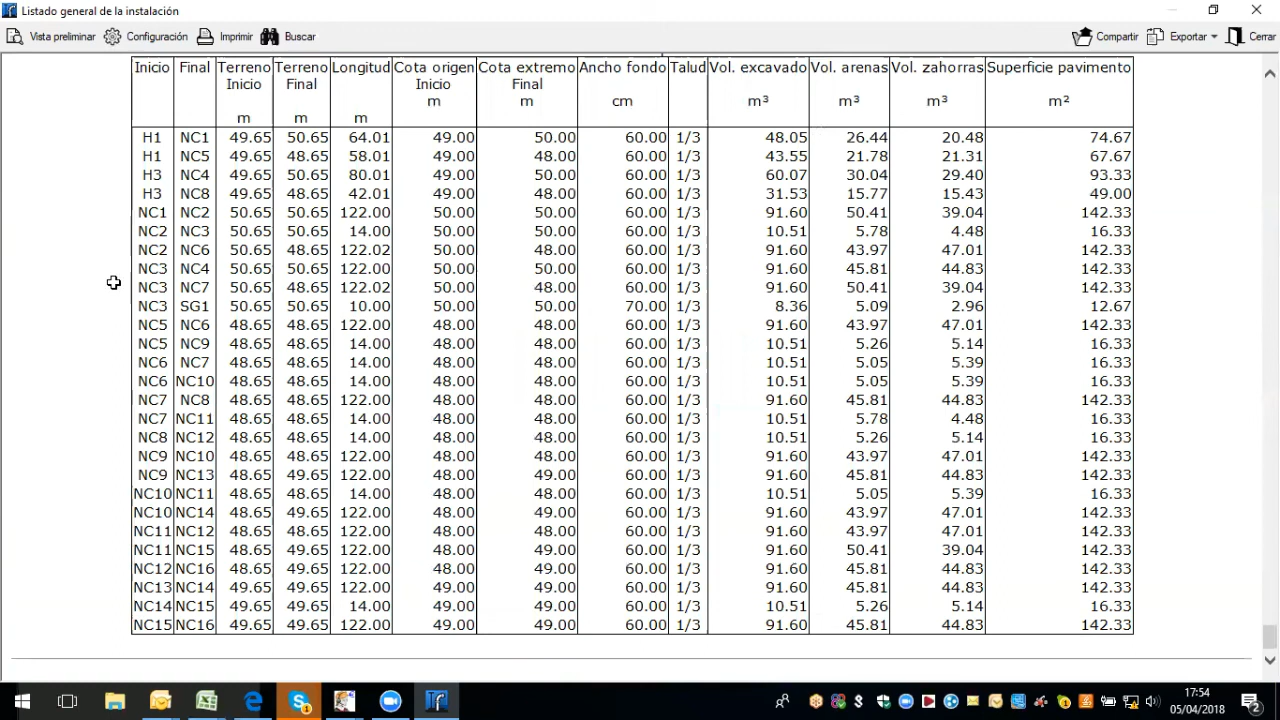 Listado general de la instalación
Vista preliminar Configuración Imprimir Buscar Compartir Exportar Cerrar
Inicio Final Terreno Terreno Longitud Cota origen Cota extremo Ancho fondo Talud Vol. excavado Vol. arenas Vol. zahorras Superficie pavimento
Inicio Final Inicio Final
m m cm m³ m³ m³ m²
m m m
H1 NC1 49.65 50.65 64.01 49.00 50.00 60.00 1/3 48.05 26.44 20.48 74.67
H1 NC5 49.65 48.65 58.01 49.00 48.00 60.00 1/3 43.55 21.78 21.31 67.67
H3 NC4 49.65 50.65 80.01 49.00 50.00 60.00 1/3 60.07 30.04 29.40 93.33
H3 NC8 49.65 48.65 42.01 49.00 48.00 60.00 1/3 31.53 15.77 15.43 49.00
NC1 NC2 50.65 50.65 122.00 50.00 50.00 60.00 1/3 91.60 50.41 39.04 142.33
NC2 NC3 50.65 50.65 14.00 50.00 50.00 60.00 1/3 10.51 5.78 4.48 16.33
NC2 NC6 50.65 48.65 122.02 50.00 48.00 60.00 1/3 91.60 43.97 47.01 142.33
NC3 NC4 50.65 50.65 122.00 50.00 50.00 60.00 1/3 91.60 45.81 44.83 142.33
NC3 NC7 50.65 48.65 122.02 50.00 48.00 60.00 1/3 91.60 50.41 39.04 142.33
NC3 SG1 50.65 50.65 10.00 50.00 50.00 70.00 1/3 8.36 5.09 2.96 12.67
NC5 NC6 48.65 48.65 122.00 48.00 48.00 60.00 1/3 91.60 43.97 47.01 142.33
NC5 NC9 48.65 48.65 14.00 48.00 48.00 60.00 1/3 10.51 5.26 5.14 16.33
NC6 NC7 48.65 48.65 14.00 48.00 48.00 60.00 1/3 10.51 5.05 5.39 16.33
NC6 NC10 48.65 48.65 14.00 48.00 48.00 60.00 1/3 10.51 5.05 5.39 16.33
NC7 NC8 48.65 48.65 122.00 48.00 48.00 60.00 1/3 91.60 45.81 44.83 142.33
NC7 NC11 48.65 48.65 14.00 48.00 48.00 60.00 1/3 10.51 5.78 4.48 16.33
NC8 NC12 48.65 48.65 14.00 48.00 48.00 60.00 1/3 10.51 5.26 5.14 16.33
NC9 NC10 48.65 48.65 122.00 48.00 48.00 60.00 1/3 91.60 43.97 47.01 142.33
NC9 NC13 48.65 49.65 122.00 48.00 49.00 60.00 1/3 91.60 45.81 44.83 142.33
NC10 NC11 48.65 48.65 14.00 48.00 48.00 60.00 1/3 10.51 5.05 5.39 16.33
NC10 NC14 48.65 49.65 122.00 48.00 49.00 60.00 1/3 91.60 43.97 47.01 142.33
NC11 NC12 48.65 48.65 122.00 48.00 48.00 60.00 1/3 91.60 43.97 47.01 142.33
NC11 NC15 48.65 49.65 122.00 48.00 49.00 60.00 1/3 91.60 50.41 39.04 142.33
NC12 NC16 48.65 49.65 122.00 48.00 49.00 60.00 1/3 91.60 45.81 44.83 142.33
NC13 NC14 49.65 49.65 122.00 49.00 49.00 60.00 1/3 91.60 45.81 44.83 142.33
NC14 NC15 49.65 49.65 14.00 49.00 49.00 60.00 1/3 10.51 5.26 5.14 16.33
NC15 NC16 49.65 49.65 122.00 49.00 49.00 60.00 1/3 91.60 45.81 44.83 142.33
17:54
05/04/2018